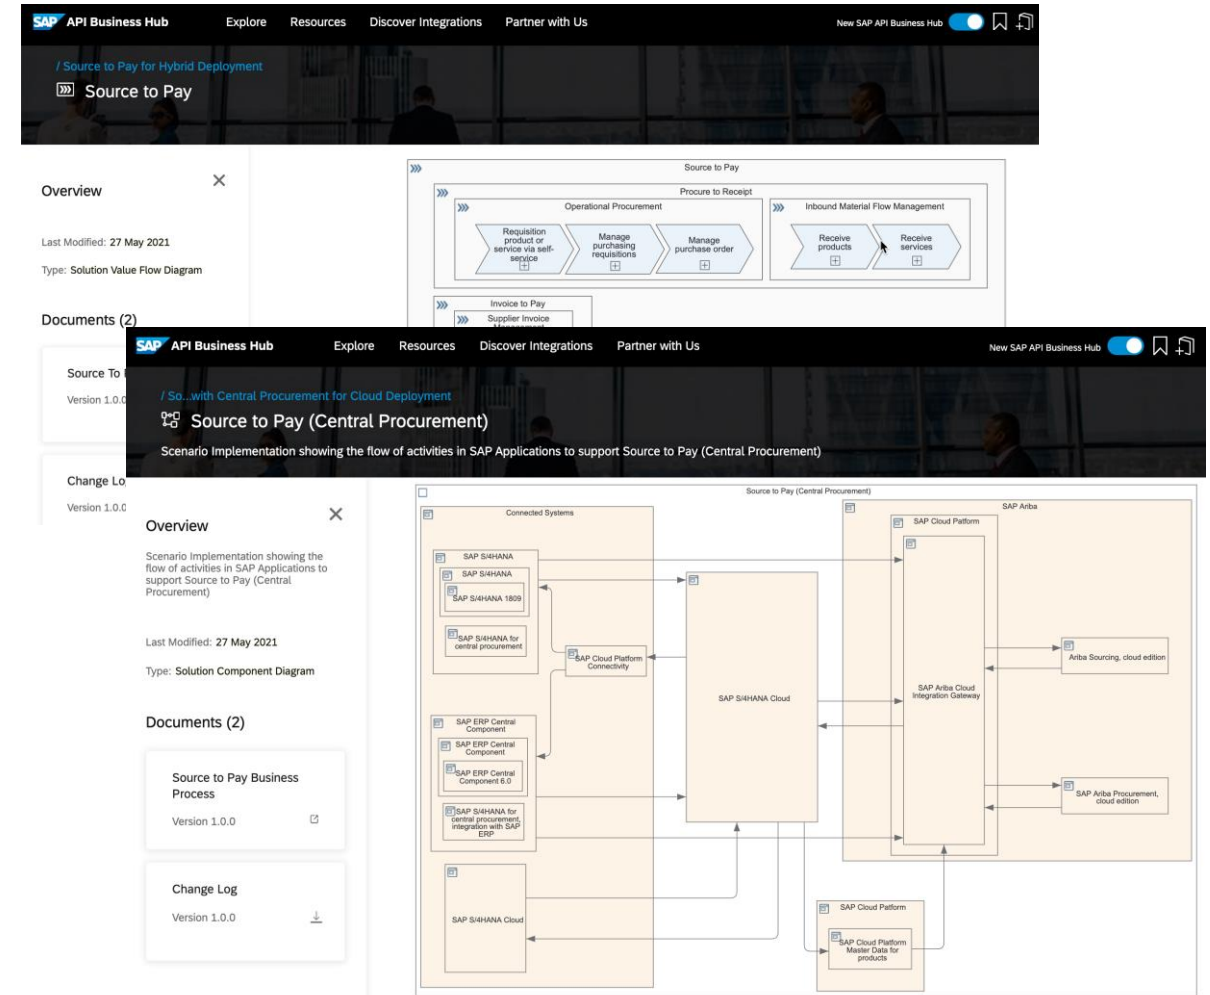 SAP API Business Hub Explore Resources Discover Integrations Partner with Us New SAP API Business Hub
/ Source to Pay for Hybrid Deployment
Source to Pay
Overview
Last Modified: 27 May 2021
Type: Solution Value Flow Diagram
Documents (2)
Source To
Version 1.0.0
Change Lo
Version 1.0.0
Source to Pay
Procure to Receipt
Operational Procurement
Inbound Material Flow Management
Requisition
product or
service via self-
service
Manage
purchasing
requisitions
Manage
purchase order
Receive
products
Receive
services
Invoice to Pay
Supplier Invoice
SAP API Business Hub Explore Resources Discover Integrations Partner with Us New SAP API Business Hub
/ So...with Central Procurement for Cloud Deployment
Source to Pay (Central Procurement)
Scenario Implementation showing the flow of activities in SAP Applications to support Source to Pay (Central Procurement)
Overview
Scenario Implementation showing the
flow of activities in SAP Applications to
support Source to Pay (Central
Procurement)
Last Modified: 27 May 2021
Type: Solution Component Diagram
Documents (2)
Source to Pay Business
Process
Version 1.0.0
Change Log
Version 1.0.0
Source to Pay (Central Procurement)
Connected Systems
SAP S/4HANA
SAP S/4HANA
SAP S/4HANA 1809
SAP S/4HANA for
central procurement
SAP Cloud Platform
Connectivity
SAP ERP Central
Component
SAP ERP Central
Component
SAP ERP Central
Component 6.0
SAP S/4HANA for
central procurement,
integration with SAP
ERP
SAP S/4HANA Cloud
SAP S/4HANA Cloud
SAP Ariba
SAP Cloud Platform
SAP Ariba Cloud
Integration Gateway
Ariba Sourcing, cloud edition
SAP Ariba Procurement,
cloud edition
SAP Cloud Platform
SAP Cloud Platform
Master Data for
products